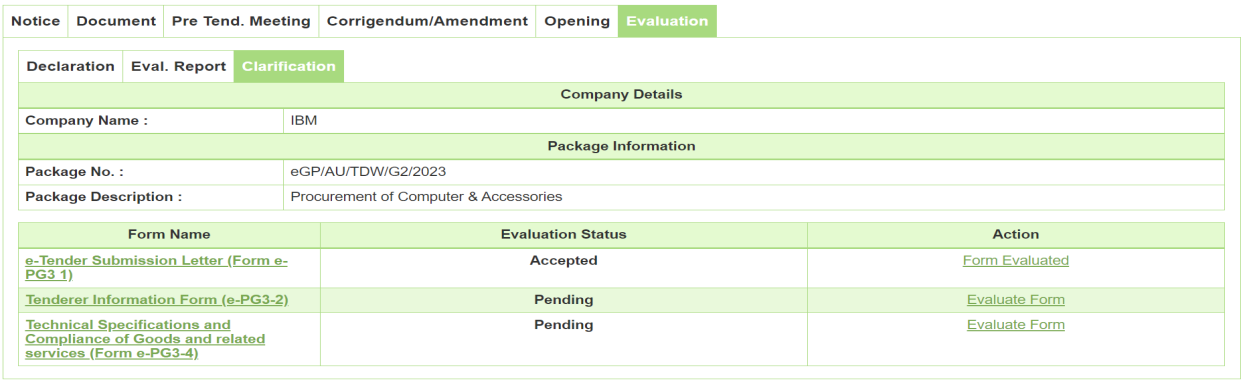 Notice Document Pre Tend. Meeting Corrigendum/Amendment Opening Evaluation
Declaration Eval. Report Clarification
Company Details
Company Name : IBM
Package Information
Package No. : eGP/AU/TDW/G2/2023
Package Description : Procurement of Computer & Accessories
Form Name Evaluation Status Action
e-Tender Submission Letter (Form e-
PG3 1) Accepted Form Evaluated
Tenderer Information Form (e-PG3-2) Pending Evaluate Form
Technical Specifications and Pending Evaluate Form
Compliance of Goods and related
services (Form e-PG3-4)